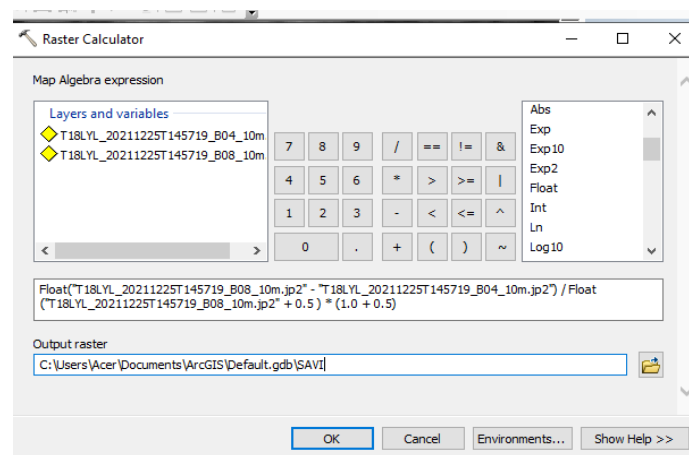 Raster Calculator
Map Algebra expression
Layers and variables
T18LYL_20211225T145719_B04_10m
T18LYL_20211225T145719_B08_10m
7 8 9 / == != &
4 5 6 * > >= |
1 2 3 - < <= ^
0 . + ( ) ~
Abs
Exp
Exp10
Exp2
Float
Int
Ln
Log10
Float("T18LYL_20211225T145719_B08_10m.jp2" - "T18LYL_20211225T145719_B04_10m.jp2") / Float
("T18LYL_20211225T145719_B08_10m.jp2" + 0.5 ) * (1.0 + 0.5)
Output raster
C:\Users\Acer\Documents\ArcGIS\Default.gdb\SAVI
OK Cancel Environments... Show Help >>